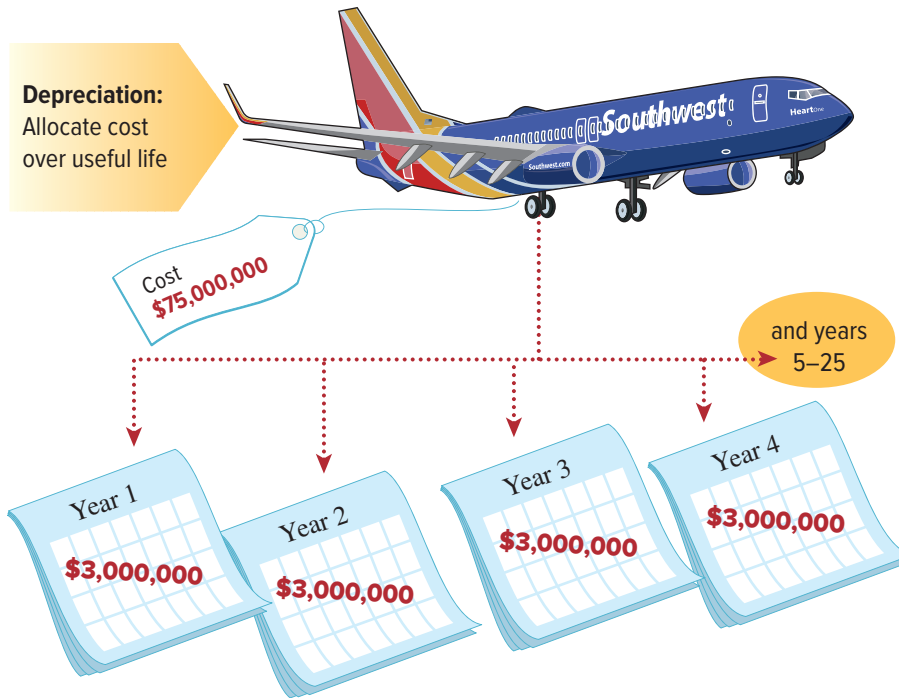 Depreciation:
Allocate cost
over useful life
Southwest
HeartOne
Southwest.com
Cost
$75,000,000
and years
5–25
Year 1
$3,000,000
Year 2
$3,000,000
Year 3
$3,000,000
Year 4
$3,000,000